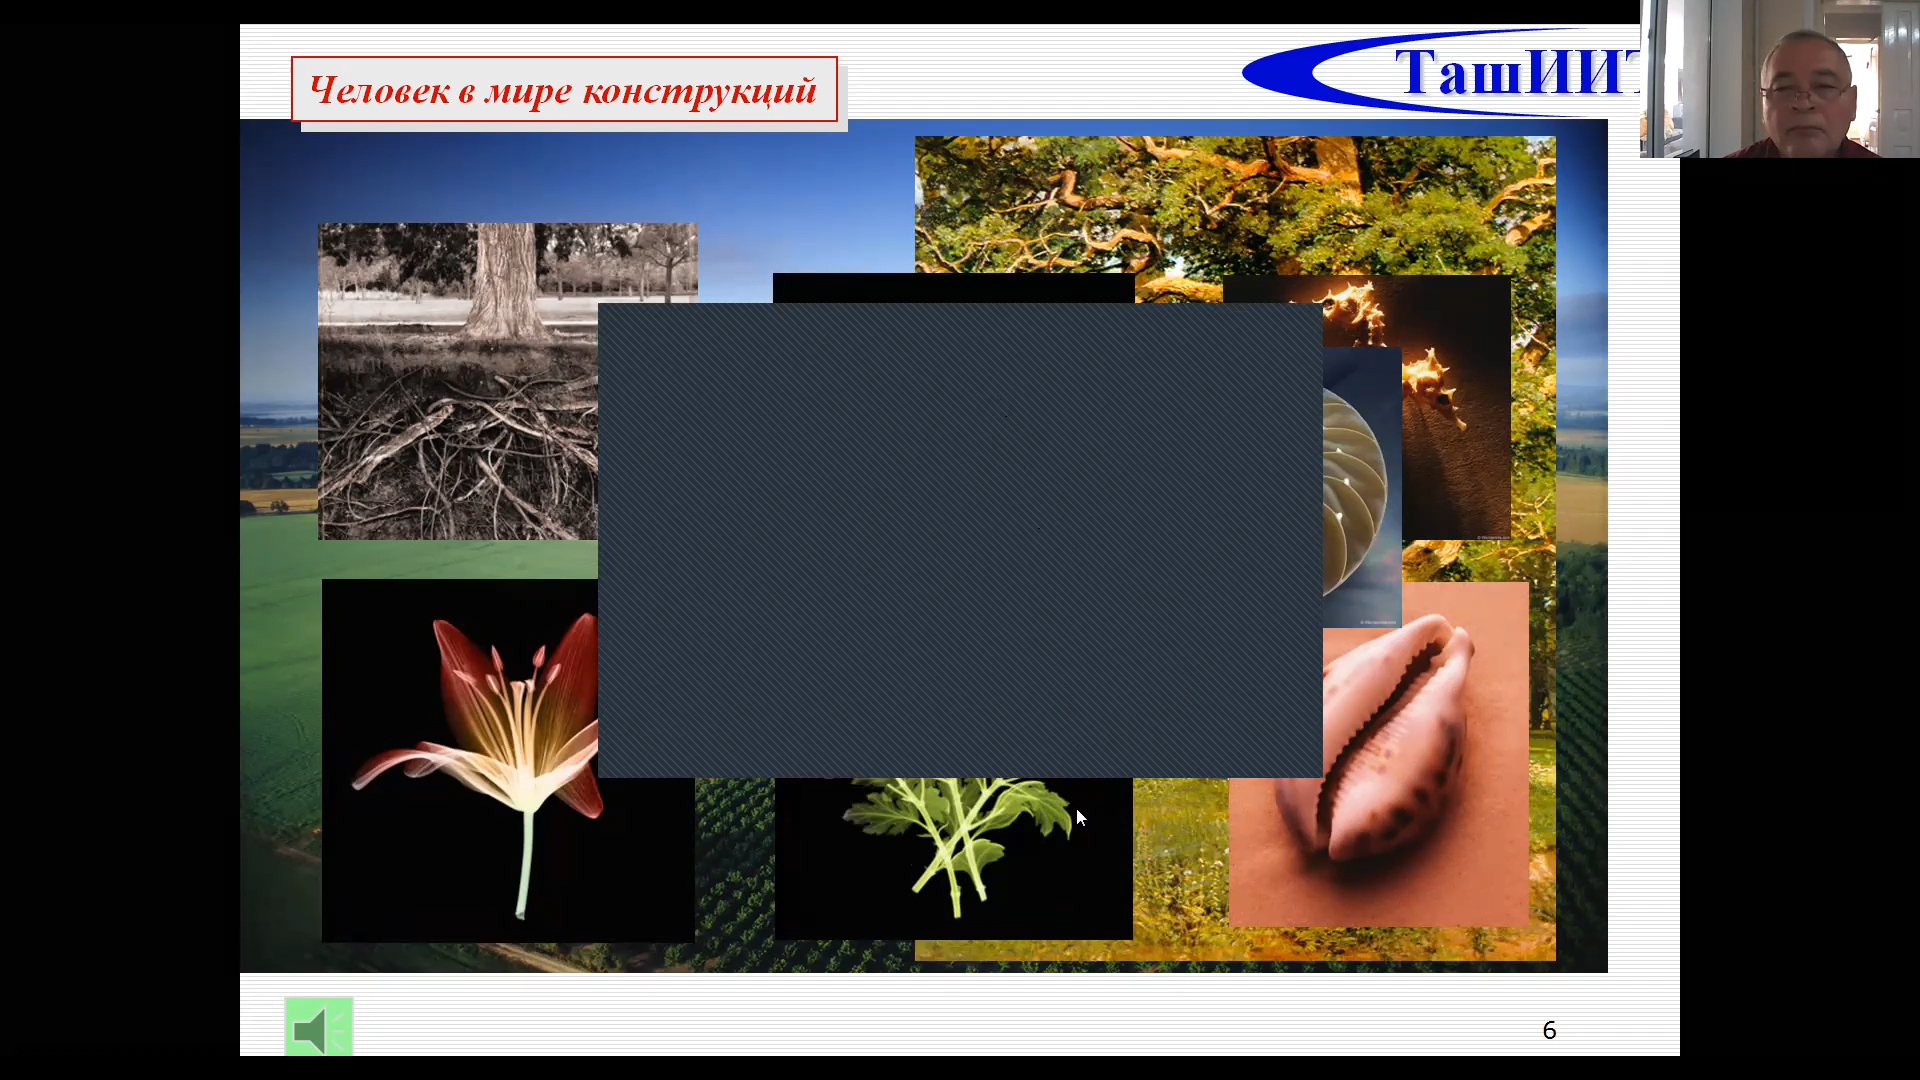 Человек в мире конструкций
ТашИИТ
6